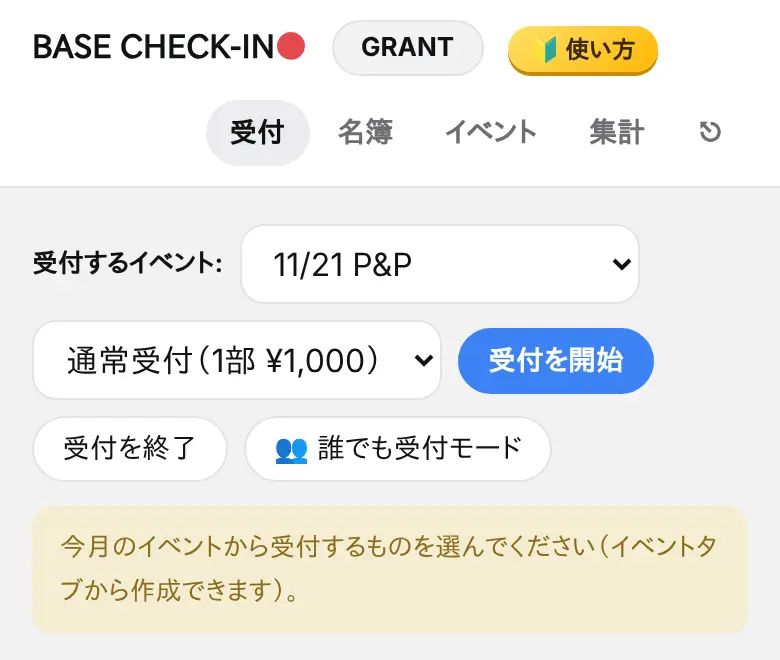 BASE CHECK-IN
GRANT
使い方
受付
名簿
イベント
集計
受付するイベント:
11/21 P&P
通常受付（1部 ¥1,000）
受付を開始
受付を終了
誰でも受付モード
今月のイベントから受付するものを選んでください（イベントタ
ブから作成できます）。